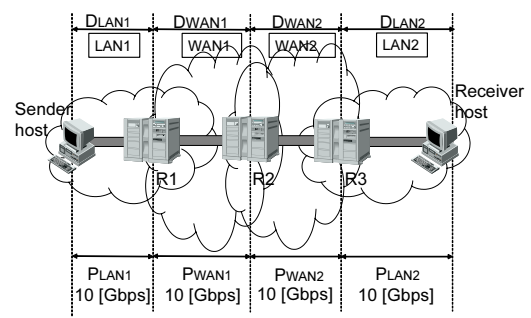 DLAN1 DWAN1 DWAN2 DLAN2
LAN1 WAN1 WAN2 LAN2
Sender host
Receiver host
R1 R2 R3
PLAN1 PWAN1 PWAN2 PLAN2
10 [Gbps] 10 [Gbps] 10 [Gbps] 10 [Gbps]